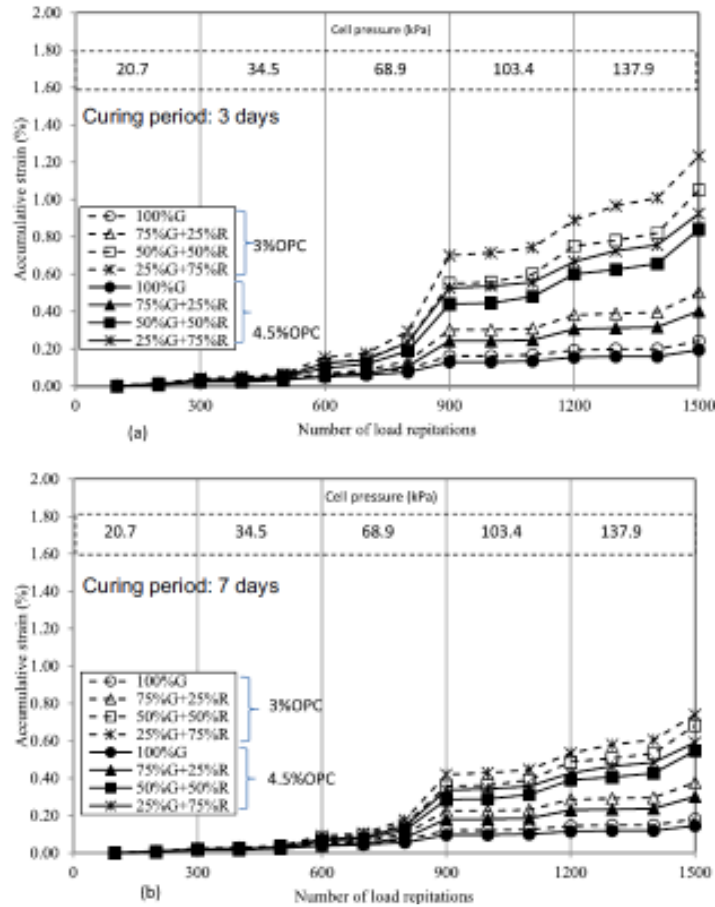 2.00
Cell pressure (kPa)
1.80
20.7 34.5 68.9 103.4 137.9
1.60
Curing period: 3 days
1.40
1.20
1.00
0.80
0.60
0.40
0.20
0.00
Accumulative strain (%)
100%G
75%G+25%R
50%G+50%R
25%G+75%R
3%OPC
100%G
75%G+25%R
50%G+50%R
25%G+75%R
4.5%OPC
0 300 600 900 1200 1500
(a) Number of load repitations
2.00
Cell pressure (kPa)
1.80
20.7 34.5 68.9 103.4 137.9
1.60
Curing period: 7 days
1.40
1.20
1.00
0.80
0.60
0.40
0.20
0.00
Accumulative strain (%)
100%G
75%G+25%R
50%G+50%R
25%G+75%R
3%OPC
100%G
75%G+25%R
50%G+50%R
25%G+75%R
4.5%OPC
0 300 600 900 1200 1500
(b) Number of load repitations